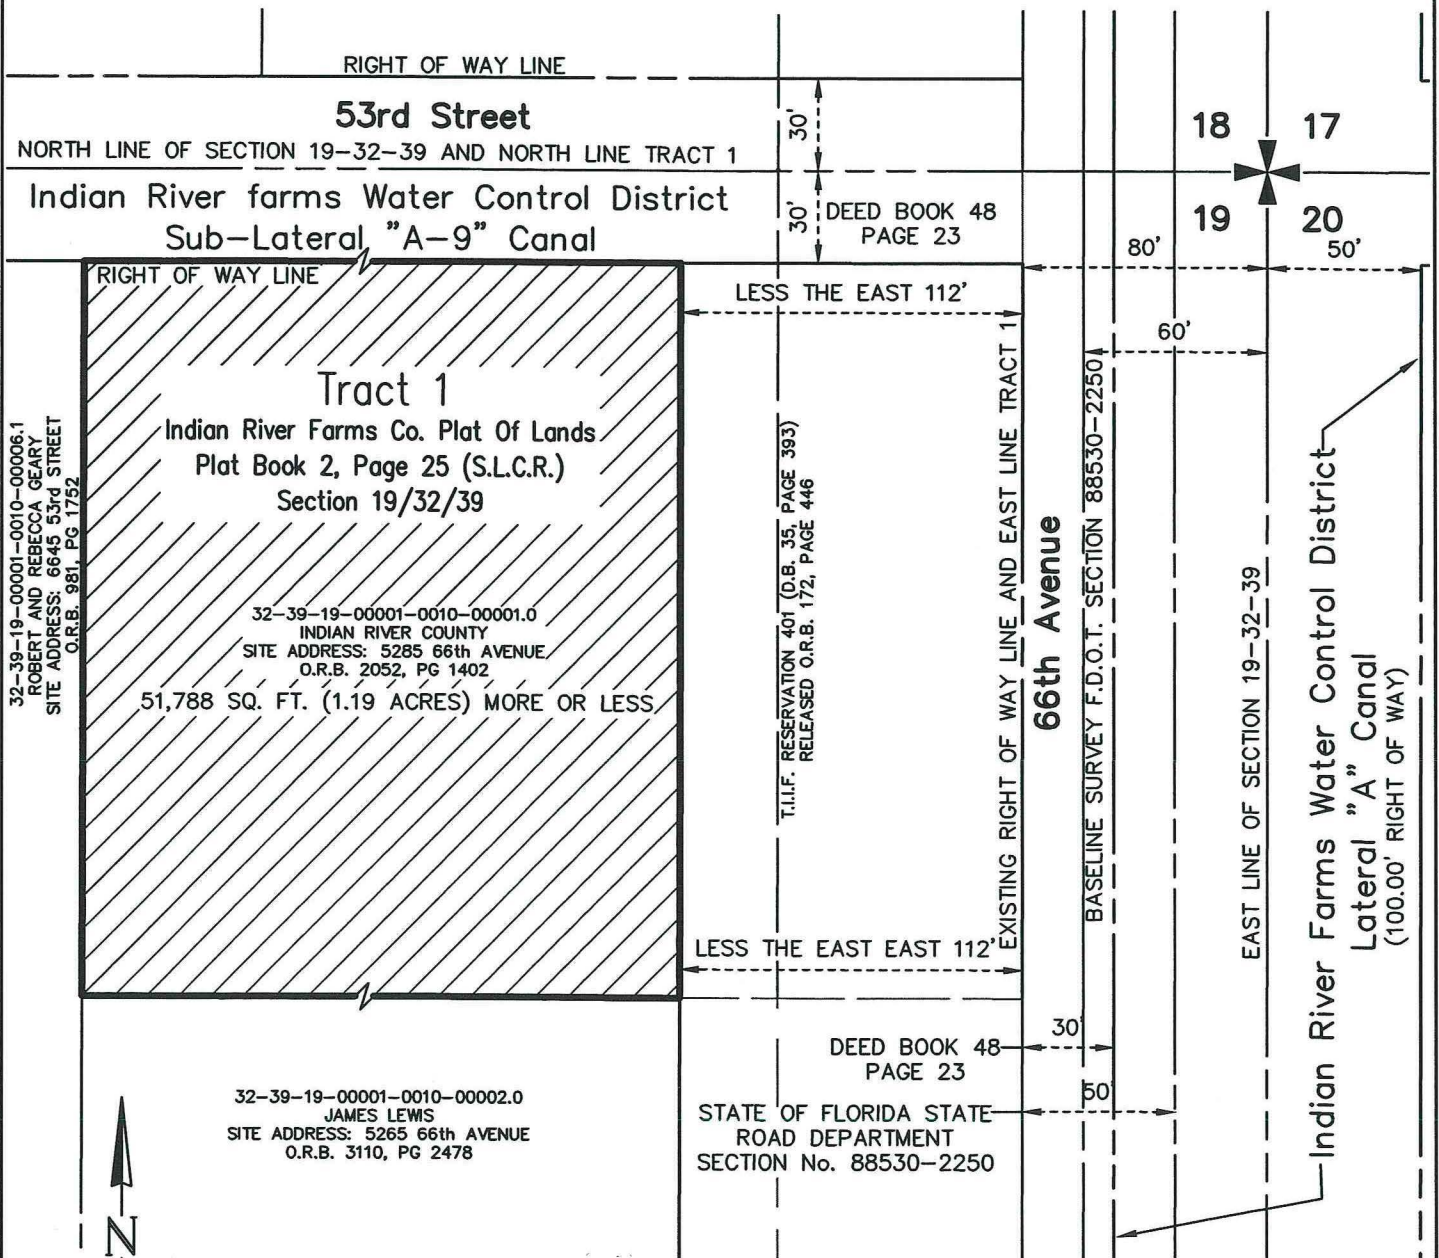 RIGHT OF WAY LINE
53rd Street
NORTH LINE OF SECTION 19-32-39 AND NORTH LINE TRACT 1
Indian River farms Water Control District
Sub-Lateral "A-9" Canal
RIGHT OF WAY LINE
30'
30'
DEED BOOK 48
PAGE 23
18
17
19
20
80'
50'
60'
LESS THE EAST 112'
Tract 1
Indian River Farms Co. Plat Of Lands
Plat Book 2, Page 25 (S.L.C.R.)
Section 19/32/39
32-39-19-00001-0010-00001.0
INDIAN RIVER COUNTY
SITE ADDRESS: 5285 66th AVENUE
O.R.B. 2052, PG 1402
51,788 SQ. FT. (1.19 ACRES) MORE OR LESS
32-39-19-00001-0010-00006.1
ROBERT AND REBECCA GEARY
SITE ADDRESS: 6645 53rd STREET
O.R.B. 981, PG 1752
T.I.I.F. RESERVATION 401 (D.B. 35, PAGE 393)
RELEASED O.R.B. 172, PAGE 446
EXISTING RIGHT OF WAY LINE AND EAST LINE TRACT 1
66th Avenue
BASELINE SURVEY F.D.O.T. SECTION 88530-2250
EAST LINE OF SECTION 19-32-39
Indian River Farms Water Control District
Lateral "A" Canal
(100.00' RIGHT OF WAY)
LESS THE EAST EAST 112'
30'
DEED BOOK 48
PAGE 23
50'
STATE OF FLORIDA STATE
ROAD DEPARTMENT
SECTION No. 88530-2250
32-39-19-00001-0010-00002.0
JAMES LEWIS
SITE ADDRESS: 5265 66th AVENUE
O.R.B. 3110, PG 2478
N